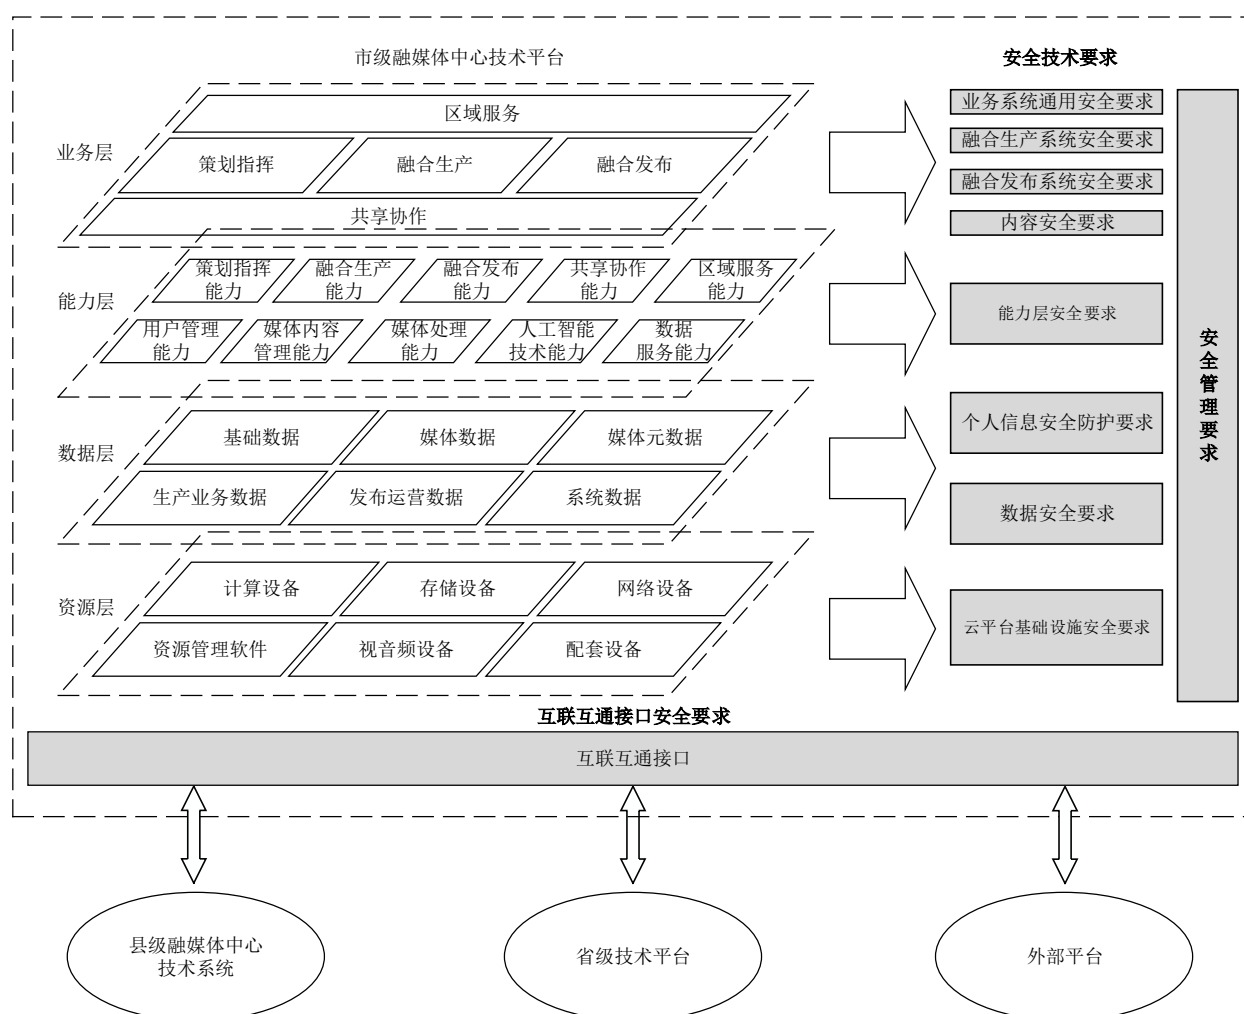 市级融媒体中心技术平台
安全技术要求
业务层
区域服务
策划指挥
融合生产
融合发布
共享协作
业务系统通用安全要求
融合生产系统安全要求
融合发布系统安全要求
内容安全要求
能力层
策划指挥
能力
融合生产
能力
融合发布
能力
共享协作
能力
区域服务
能力
用户管理
能力
媒体内容
管理能力
媒体处理
能力
人工智能
技术能力
数据
服务能力
能力层安全要求
数据层
基础数据
媒体数据
媒体元数据
生产业务数据
发布运营数据
系统数据
个人信息安全防护要求
数据安全要求
资源层
计算设备
存储设备
网络设备
资源管理软件
视音频设备
配套设备
云平台基础设施安全要求
安全管理要求
互联互通接口安全要求
互联互通接口
县级融媒体中心
技术系统
省级技术平台
外部平台